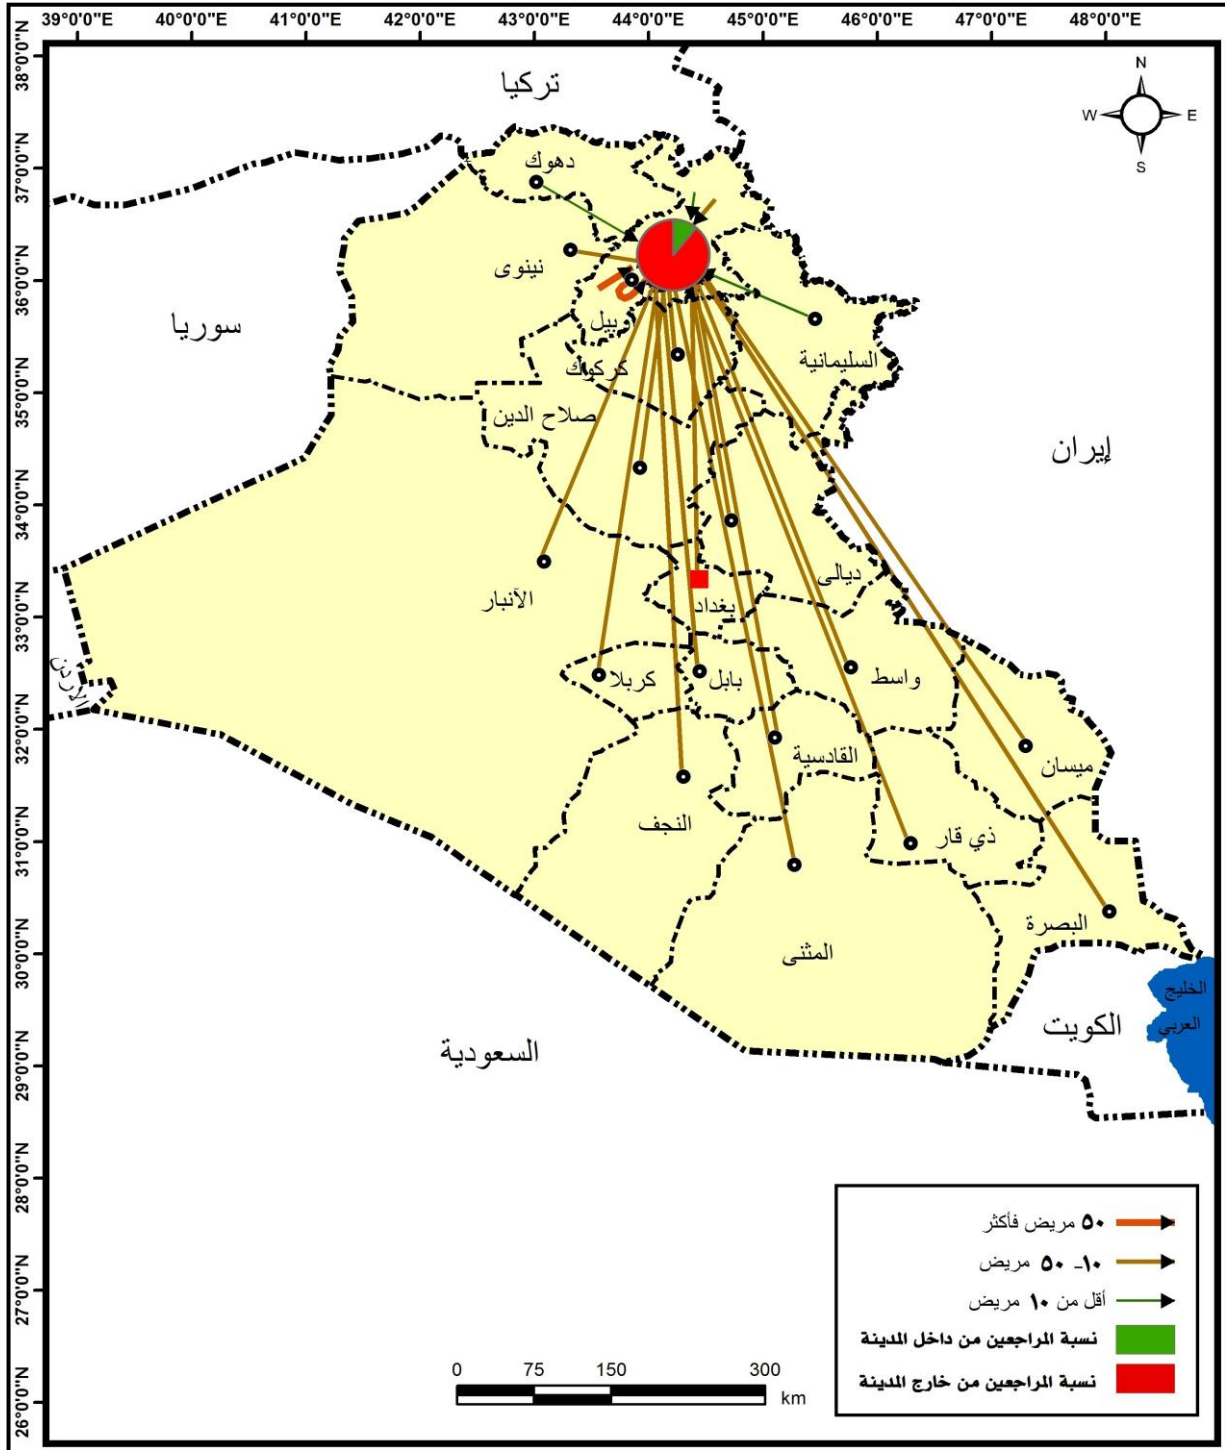 39°0'0"E 40°0'0"E 41°0'0"E 42°0'0"E 43°0'0"E 44°0'0"E 45°0'0"E 46°0'0"E 47°0'0"E 48°0'0"E
38°0'0"N
37°0'0"N
36°0'0"N
35°0'0"N
34°0'0"N
33°0'0"N
32°0'0"N
31°0'0"N
30°0'0"N
29°0'0"N
28°0'0"N
27°0'0"N
26°0'0"N
N
W E
S
تركيا
دهوك
نينوى
سوريا
بيل
السليمانية
كركوك
صلاح الدين
إيران
ديالى
الآنبار
بغداد
الاردن
كربلا
بابل
واسط
القادسية
ميسان
النجف
ذي قار
البصرة
المثنى
الخليج
العربي
الكويت
السعودية
٥٠ مريض فأكثر
١٠ـ ٥٠ مريض
أقل من ١٠ مريض
نسبة المراجعين من داخل المدينة
نسبة المراجعين من خارج المدينة
0 75 150 300
km